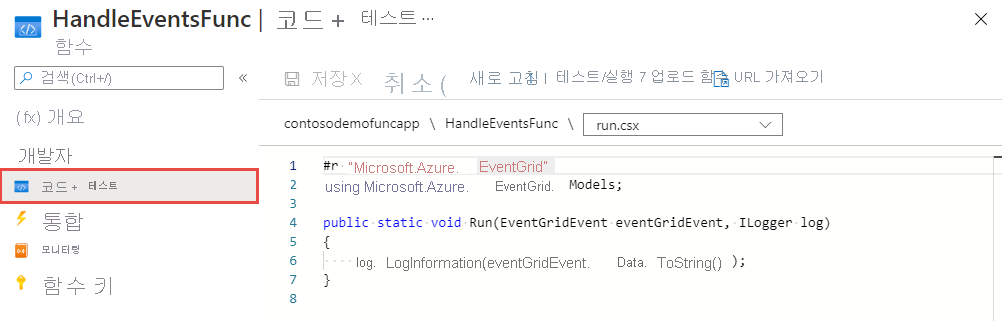 HandleEventsFunc | 코드 + 테스트 ···
함수
검색(Ctrl+/)
«
저장 X 취소 ( 새로 고침 | 테스트/실행 7 업로드 함 URL 가져오기
(fx) 개요
contosodemofuncapp \ HandleEventsFunc \ run.csx
개발자
코드 + 테스트
통합
모니터링
함수 키
1 #r "Microsoft.Azure. EventGrid"
2 using Microsoft.Azure. EventGrid. Models;
3
4 public static void Run(EventGridEvent eventGridEvent, ILogger log)
5 {
6 log. LogInformation(eventGridEvent. Data. ToString() );
7 }
8